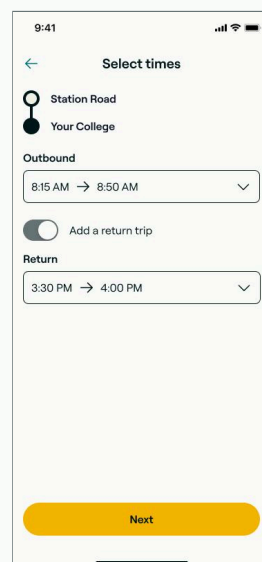 9:41
Select times
Station Road
Your College
Outbound
8:15 AM → 8:50 AM
Add a return trip
Return
3:30 PM → 4:00 PM
Next